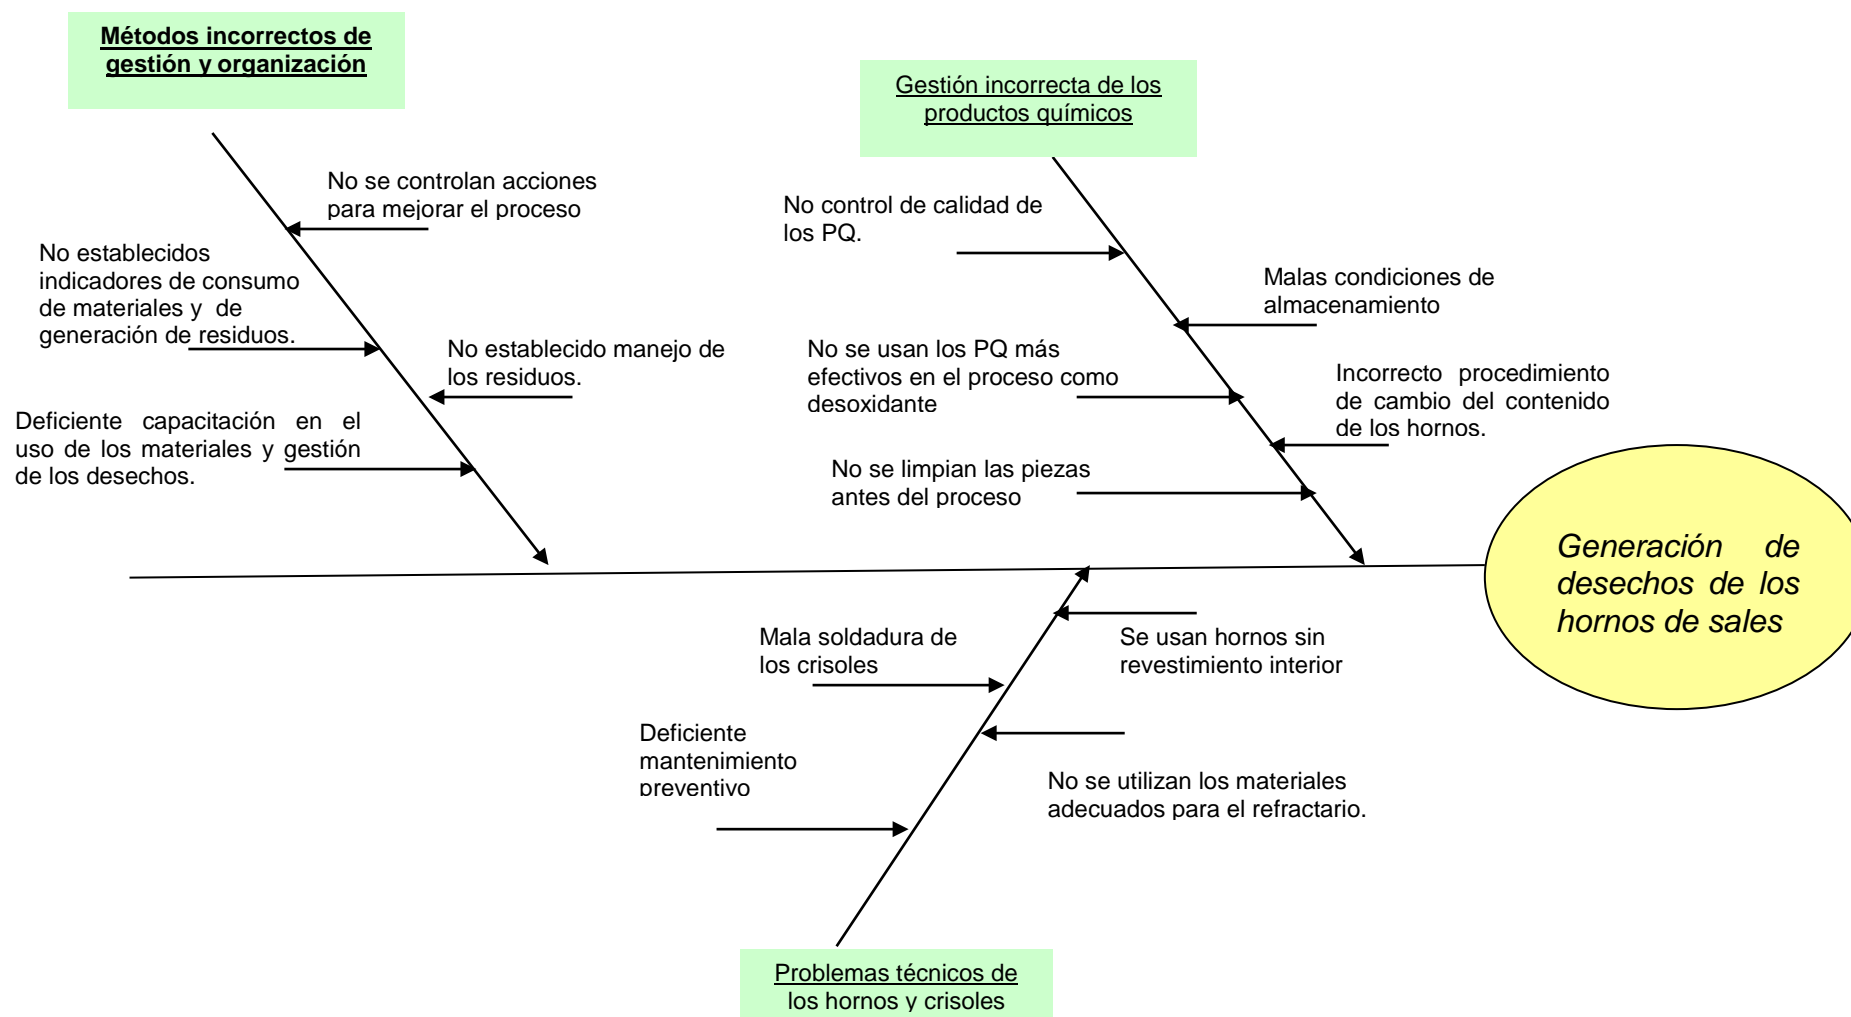 Métodos incorrectos de
gestión y organización
Gestión incorrecta de los
productos químicos
No se controlan acciones
para mejorar el proceso
No establecidos
indicadores de consumo
de materiales y  de
generación de residuos.
No establecido manejo de
los residuos.
Deficiente capacitación en el
uso de los materiales y gestión
de los desechos.
No control de calidad de
los PQ.
Malas condiciones de
almacenamiento
No se usan los PQ más
efectivos en el proceso como
desoxidante
Incorrecto procedimiento
de cambio del contenido
de los hornos.
No se limpian las piezas
antes del proceso
Generación de
desechos de los
hornos de sales
Mala soldadura de
los crisoles
Se usan hornos sin
revestimiento interior
Deficiente
mantenimiento
preventivo
No se utilizan los materiales
adecuados para el refractario.
Problemas técnicos de
los hornos y crisoles